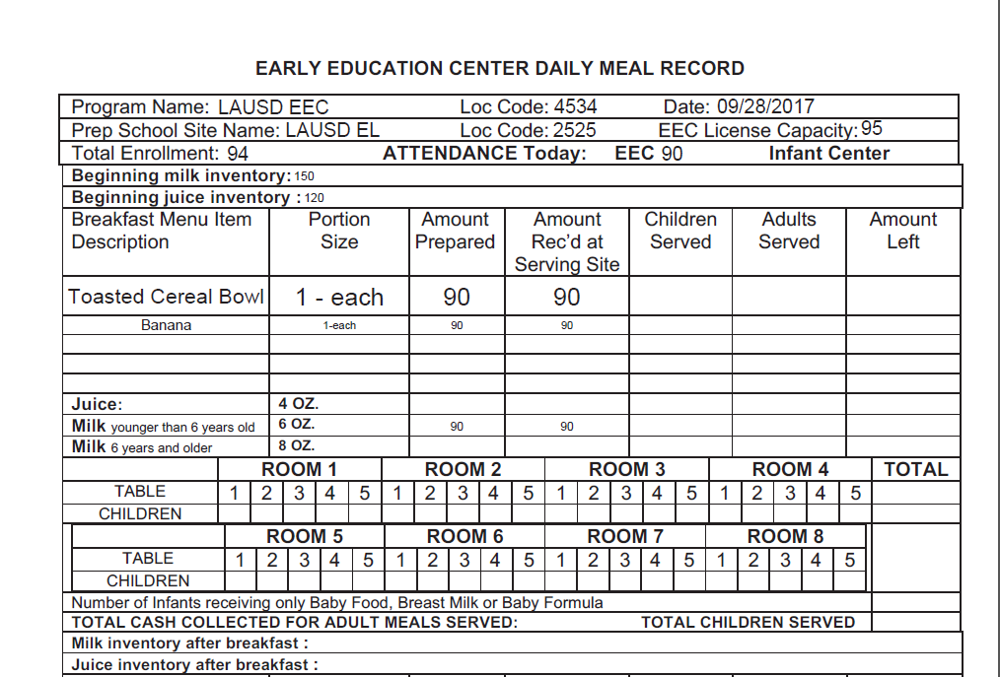 EARLY EDUCATION CENTER DAILY MEAL RECORD
Program Name: LAUSD EEC Loc Code: 4534 Date: 09/28/2017
Prep School Site Name: LAUSD EL Loc Code: 2525 EEC License Capacity: 95
Total Enrollment: 94 ATTENDANCE Today: EEC 90 Infant Center
Beginning milk inventory: 150
Beginning juice inventory : 120
Breakfast Menu Item Portion Amount Amount Children Adults Amount
Description Size Prepared Rec'd at Served Served Left
Serving Site
Toasted Cereal Bowl 1 - each 90 90
Banana 1-each 90 90
Juice: 4 OZ.
Milk younger than 6 years old 6 OZ. 90 90
Milk 6 years and older 8 OZ.
ROOM 1 ROOM 2 ROOM 3 ROOM 4 TOTAL
TABLE 1 2 3 4 5 1 2 3 4 5 1 2 3 4 5 1 2 3 4 5
CHILDREN
ROOM 5 ROOM 6 ROOM 7 ROOM 8
TABLE 1 2 3 4 5 1 2 3 4 5 1 2 3 4 5 1 2 3 4 5
CHILDREN
Number of Infants receiving only Baby Food, Breast Milk or Baby Formula
TOTAL CASH COLLECTED FOR ADULT MEALS SERVED: TOTAL CHILDREN SERVED
Milk inventory after breakfast :
Juice inventory after breakfast :